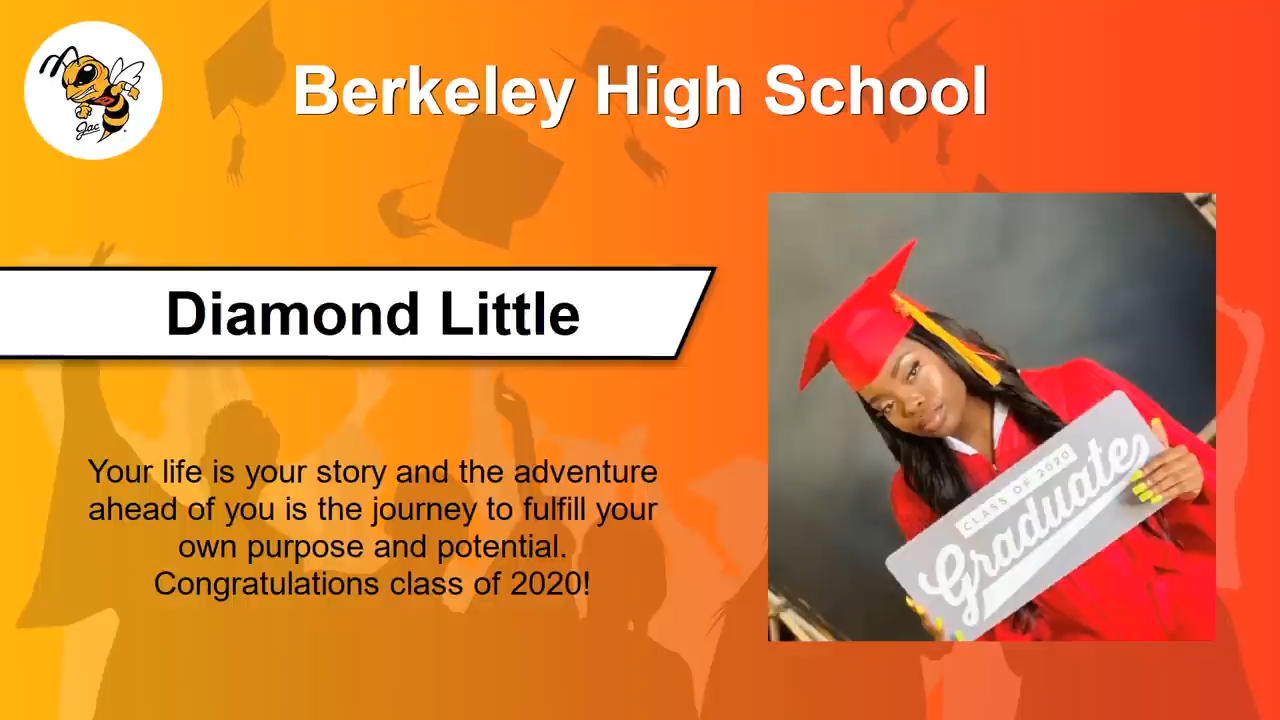 Jac
Berkeley High School
Diamond Little
Your life is your story and the adventure
ahead of you is the journey to fulfill your
own purpose and potential.
Congratulations class of 2020!
CLASS OF 2020
Graduate